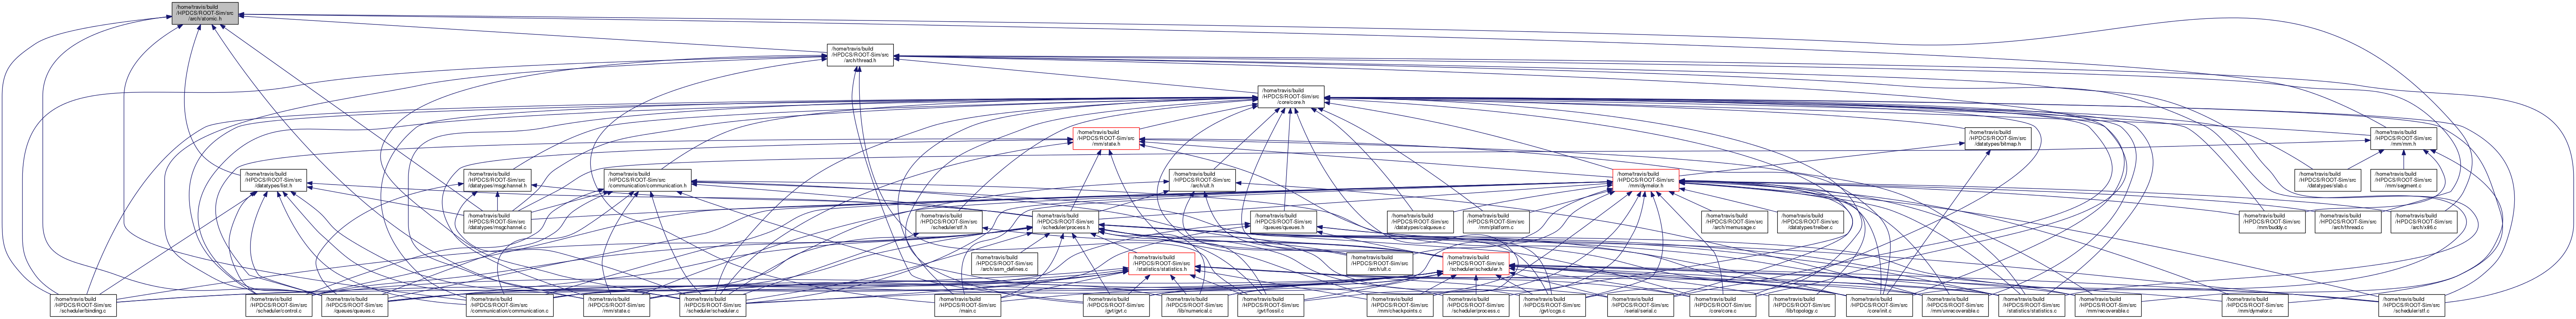 /home/travis/build
/HPDCS/ROOT-Sim/src
/arch/atomic.h
/home/travis/build
/HPDCS/ROOT-Sim/src
/arch/thread.h
/home/travis/build
/HPDCS/ROOT-Sim/src
/core/core.h
/home/travis/build
/HPDCS/ROOT-Sim/src
/mm/state.h
/home/travis/build
/HPDCS/ROOT-Sim/src
/datatypes/bitmap.h
/home/travis/build
/HPDCS/ROOT-Sim/src
/mm/mm.h
/home/travis/build
/HPDCS/ROOT-Sim/src
/datatypes/list.h
/home/travis/build
/HPDCS/ROOT-Sim/src
/datatypes/msgchannel.h
/home/travis/build
/HPDCS/ROOT-Sim/src
/communication/communication.h
/home/travis/build
/HPDCS/ROOT-Sim/src
/arch/ult.h
/home/travis/build
/HPDCS/ROOT-Sim/src
/mm/dymelor.h
/home/travis/build
/HPDCS/ROOT-Sim/src
/datatypes/slab.c
/home/travis/build
/HPDCS/ROOT-Sim/src
/mm/segment.c
/home/travis/build
/HPDCS/ROOT-Sim/src
/datatypes/msgchannel.c
/home/travis/build
/HPDCS/ROOT-Sim/src
/scheduler/stf.h
/home/travis/build
/HPDCS/ROOT-Sim/src
/scheduler/process.h
/home/travis/build
/HPDCS/ROOT-Sim/src
/queues/queues.h
/home/travis/build
/HPDCS/ROOT-Sim/src
/datatypes/calqueue.c
/home/travis/build
/HPDCS/ROOT-Sim/src
/mm/platform.c
/home/travis/build
/HPDCS/ROOT-Sim/src
/arch/memusage.c
/home/travis/build
/HPDCS/ROOT-Sim/src
/datatypes/treiber.c
/home/travis/build
/HPDCS/ROOT-Sim/src
/mm/buddy.c
/home/travis/build
/HPDCS/ROOT-Sim/src
/arch/thread.c
/home/travis/build
/HPDCS/ROOT-Sim/src
/arch/x86.c
/home/travis/build
/HPDCS/ROOT-Sim/src
/arch/asm_defines.c
/home/travis/build
/HPDCS/ROOT-Sim/src
/statistics/statistics.h
/home/travis/build
/HPDCS/ROOT-Sim/src
/arch/ult.c
/home/travis/build
/HPDCS/ROOT-Sim/src
/scheduler/scheduler.h
/home/travis/build
/HPDCS/ROOT-Sim/src
/scheduler/binding.c
/home/travis/build
/HPDCS/ROOT-Sim/src
/scheduler/control.c
/home/travis/build
/HPDCS/ROOT-Sim/src
/queues/queues.c
/home/travis/build
/HPDCS/ROOT-Sim/src
/communication/communication.c
/home/travis/build
/HPDCS/ROOT-Sim/src
/mm/state.c
/home/travis/build
/HPDCS/ROOT-Sim/src
/scheduler/scheduler.c
/home/travis/build
/HPDCS/ROOT-Sim/src
/main.c
/home/travis/build
/HPDCS/ROOT-Sim/src
/gvt/gvt.c
/home/travis/build
/HPDCS/ROOT-Sim/src
/lib/numerical.c
/home/travis/build
/HPDCS/ROOT-Sim/src
/gvt/fossil.c
/home/travis/build
/HPDCS/ROOT-Sim/src
/mm/checkpoints.c
/home/travis/build
/HPDCS/ROOT-Sim/src
/scheduler/process.c
/home/travis/build
/HPDCS/ROOT-Sim/src
/gvt/ccgs.c
/home/travis/build
/HPDCS/ROOT-Sim/src
/serial/serial.c
/home/travis/build
/HPDCS/ROOT-Sim/src
/core/core.c
/home/travis/build
/HPDCS/ROOT-Sim/src
/lib/topology.c
/home/travis/build
/HPDCS/ROOT-Sim/src
/core/init.c
/home/travis/build
/HPDCS/ROOT-Sim/src
/mm/unrecoverable.c
/home/travis/build
/HPDCS/ROOT-Sim/src
/statistics/statistics.c
/home/travis/build
/HPDCS/ROOT-Sim/src
/mm/recoverable.c
/home/travis/build
/HPDCS/ROOT-Sim/src
/mm/dymelor.c
/home/travis/build
/HPDCS/ROOT-Sim/src
/scheduler/stf.c